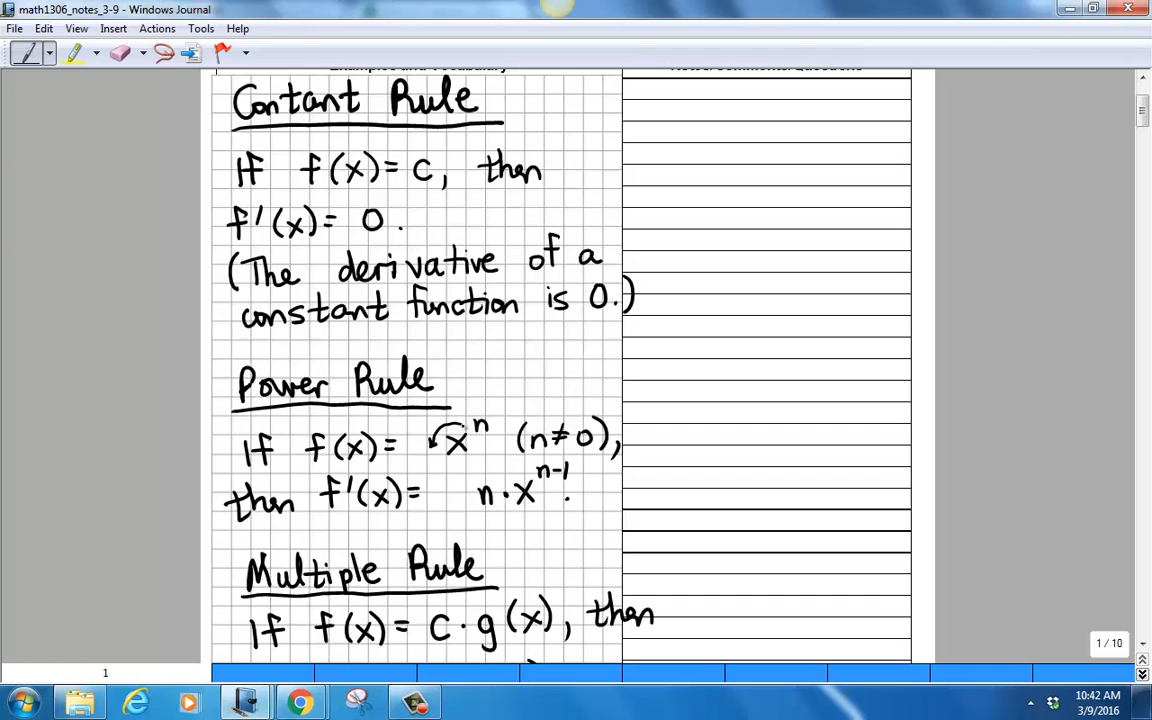 math1306_notes_3-9 - Windows Journal
File Edit View Insert Actions Tools Help
Contant Rule
If f(x)= c, then
f'(x)= 0.
(The derivative of a
constant function is 0.)
Power Rule
If f(x)= xⁿ (n≠0),
then f'(x)= n·xⁿ⁻¹.
Multiple Rule
If f(x)= c·g(x), then
1 / 10
1
10:42 AM
3/9/2016